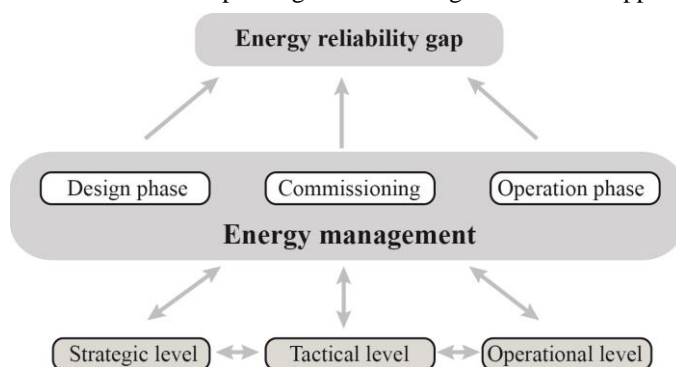 Energy reliability gap
Design phase
Commissioning
Operation phase
Energy management
Strategic level
Tactical level
Operational level